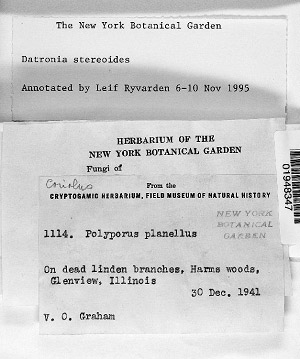 The New York Botanical Garden
Datronia stereoides
Annotated by Leif Ryvarden 6-10 Nov 1995
HERBARIUM OF THE
NEW YORK BOTANICAL GARDEN
Fungi of
Coriolus
From the
CRYPTOGAMIC HERBARIUM, FIELD MUSEUM OF NATURAL HISTORY
NEW YORK
BOTANICAL
GARDEN
1114. Polyporus planellus
On dead linden branches, Harms woods,
Glenview, Illinois
30 Dec. 1941
V. O. Graham
01948347